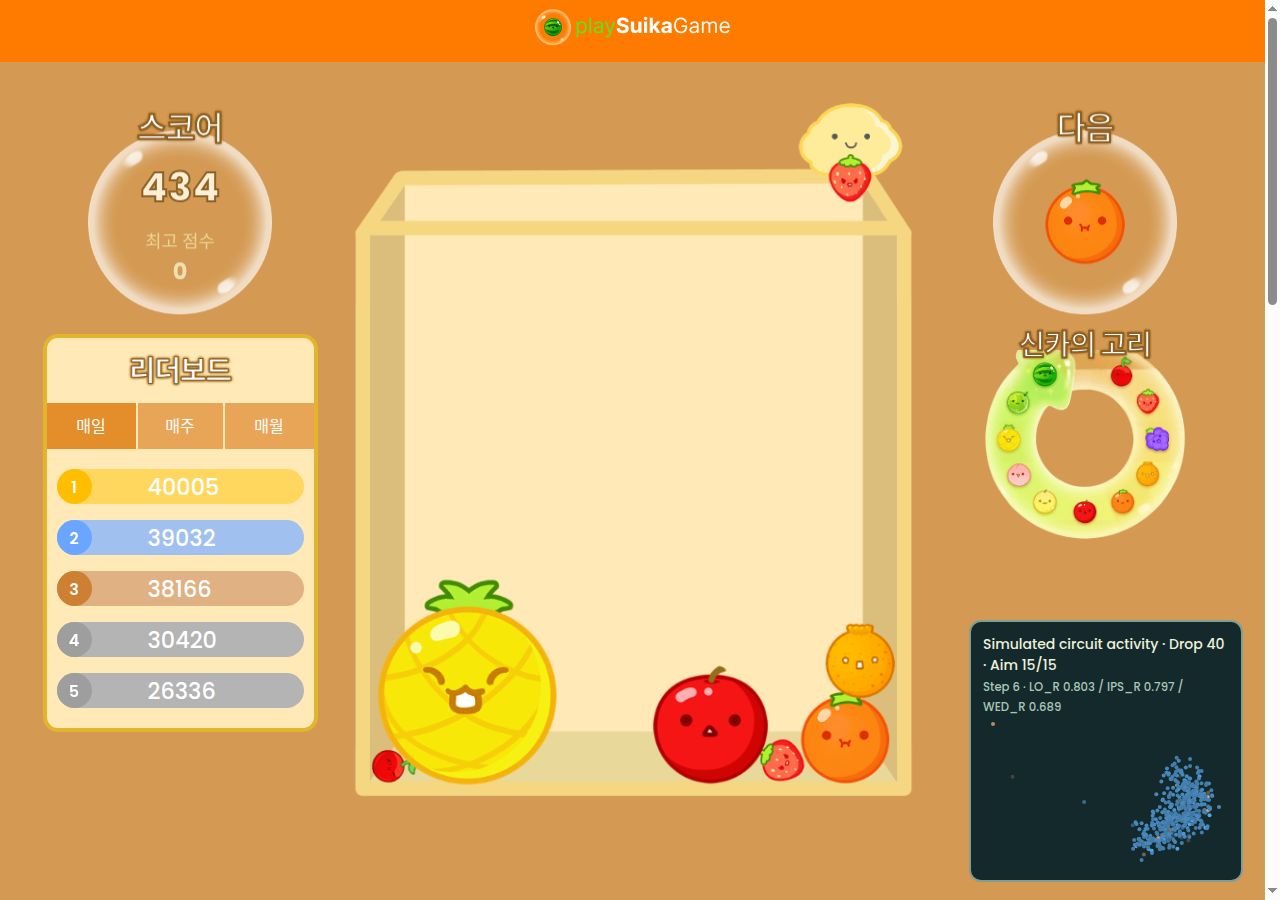 playSuikaGame
스코어
434
최고 점수
0
다음
신카의 고리
리더보드
매일 매주 매월
1 40005
2 39032
3 38166
4 30420
5 26336
Simulated circuit activity · Drop 40
· Aim 15/15
Step 6 · LO_R 0.803 / IPS_R 0.797 /
WED_R 0.689